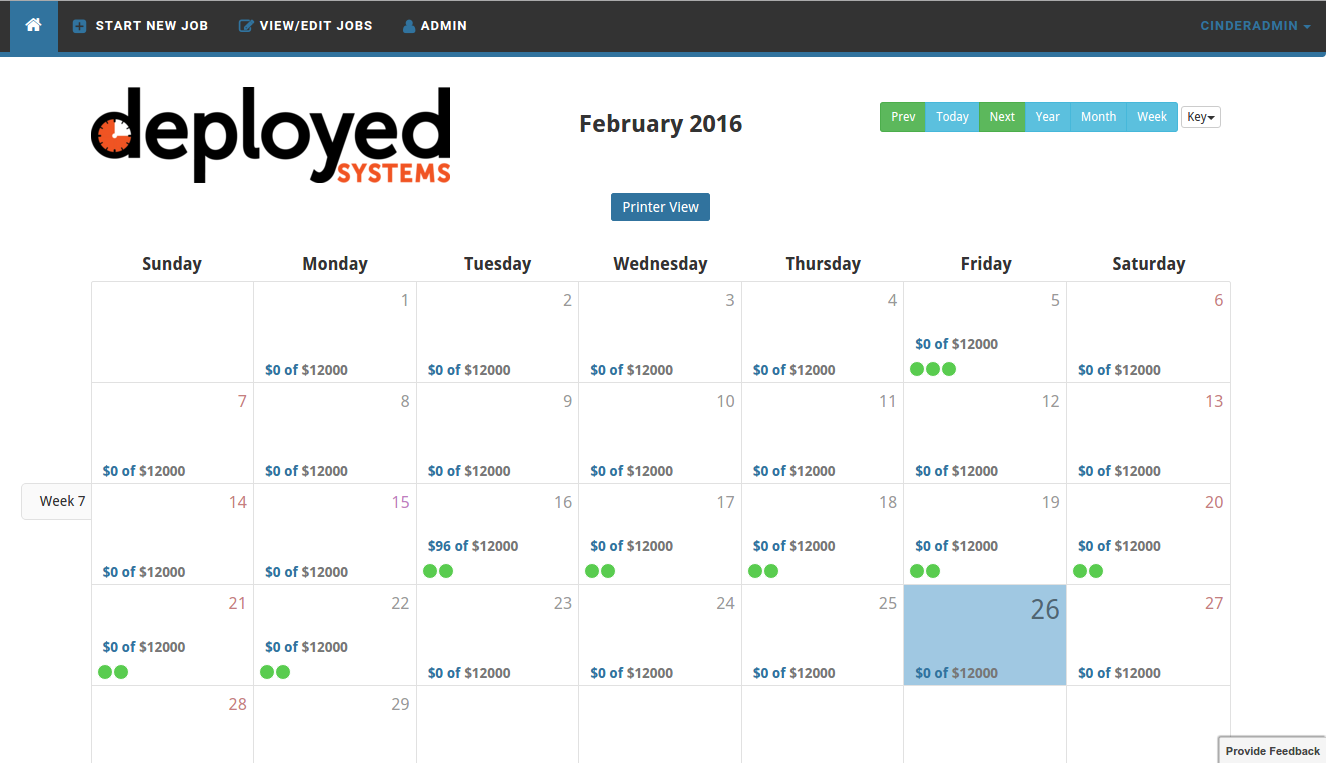 START NEW JOB VIEW/EDIT JOBS ADMIN CINDERADMIN
deployed
SYSTEMS
February 2016
Prev Today Next Year Month Week Key
Printer View
Sunday Monday Tuesday Wednesday Thursday Friday Saturday
1 2 3 4 5 6
$0 of $12000
$0 of $12000 $0 of $12000 $0 of $12000 $0 of $12000 $0 of $12000
7 8 9 10 11 12 13
$0 of $12000 $0 of $12000 $0 of $12000 $0 of $12000 $0 of $12000 $0 of $12000 $0 of $12000
Week 7 14 15 16 17 18 19 20
$96 of $12000 $0 of $12000 $0 of $12000 $0 of $12000 $0 of $12000
$0 of $12000 $0 of $12000
21 22 23 24 25 26 27
$0 of $12000 $0 of $12000
$0 of $12000 $0 of $12000 $0 of $12000 $0 of $12000 $0 of $12000
28 29
Provide Feedback